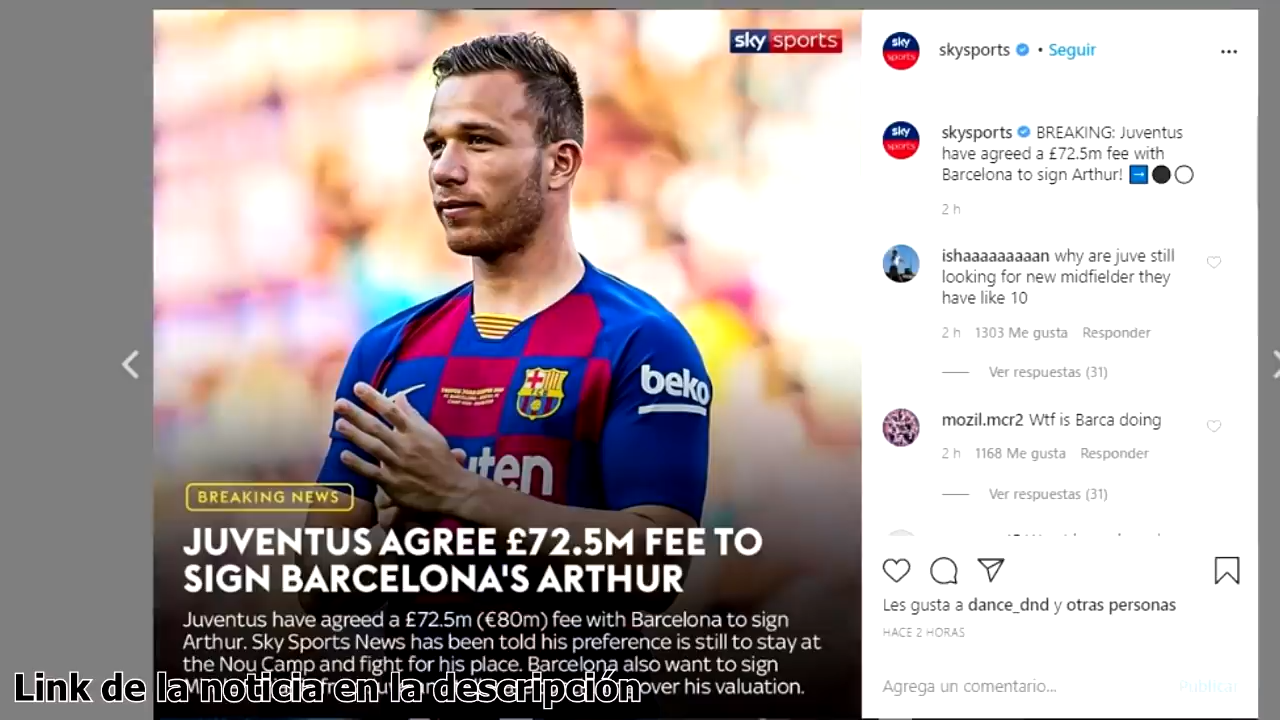 sky sports
beko
BREAKING NEWS
JUVENTUS AGREE £72.5M FEE TO
SIGN BARCELONA'S ARTHUR
Juventus have agreed a £72.5m (€80m) fee with Barcelona to sign
Arthur. Sky Sports News has been told his preference is still to stay at
the Nou Camp and fight for his place. Barcelona also want to sign
over his valuation.
Link de la noticia en la descripción
sky sports
skysports • Seguir
...
sky sports
skysports BREAKING: Juventus
have agreed a £72.5m fee with
Barcelona to sign Arthur! ➡️⚫⚪
2 h
ishaaaaaaaaan why are juve still
looking for new midfielder they
have like 10
2 h 1303 Me gusta Responder
Ver respuestas (31)
mozil.mcr2 Wtf is Barca doing
2 h 1168 Me gusta Responder
Ver respuestas (31)
Les gusta a dance_dnd y otras personas
HACE 2 HORAS
Agrega un comentario... Publicar